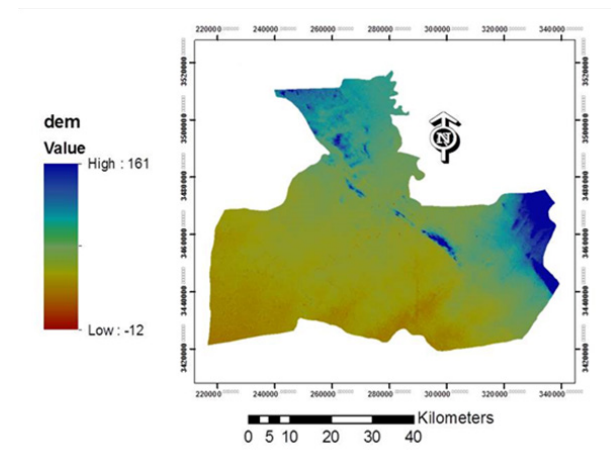 220000 240000 260000 280000 300000 320000 340000
3520000 3520000
3500000 3500000
3480000 3480000
3460000 3460000
3440000 3440000
3420000 3420000
N
dem
Value
High : 161
Low : -12
220000 240000 260000 280000 300000 320000 340000
Kilometers
0 5 10 20 30 40